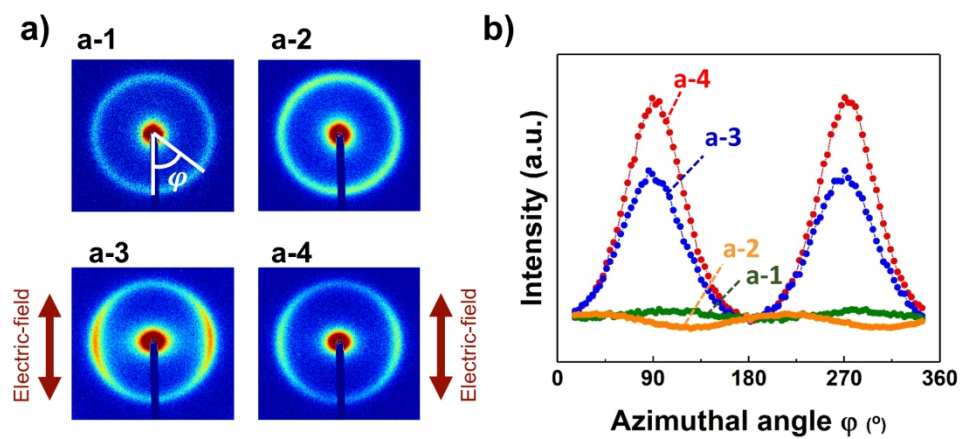 a)
a-1
a-2
φ
a-3
a-4
Electric-field
Electric-field
b)
Intensity (a.u.)
a-4
a-3
a-2
a-1
0
90
180
270
360
Azimuthal angle φ (º)